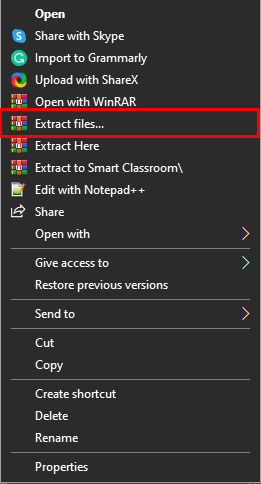 Open
Share with Skype
Import to Grammarly
Upload with ShareX
Open with WinRAR
Extract files...
Extract Here
Extract to Smart Classroom\
Edit with Notepad++
Share
Open with
Give access to
Restore previous versions
Send to
Cut
Copy
Create shortcut
Delete
Rename
Properties